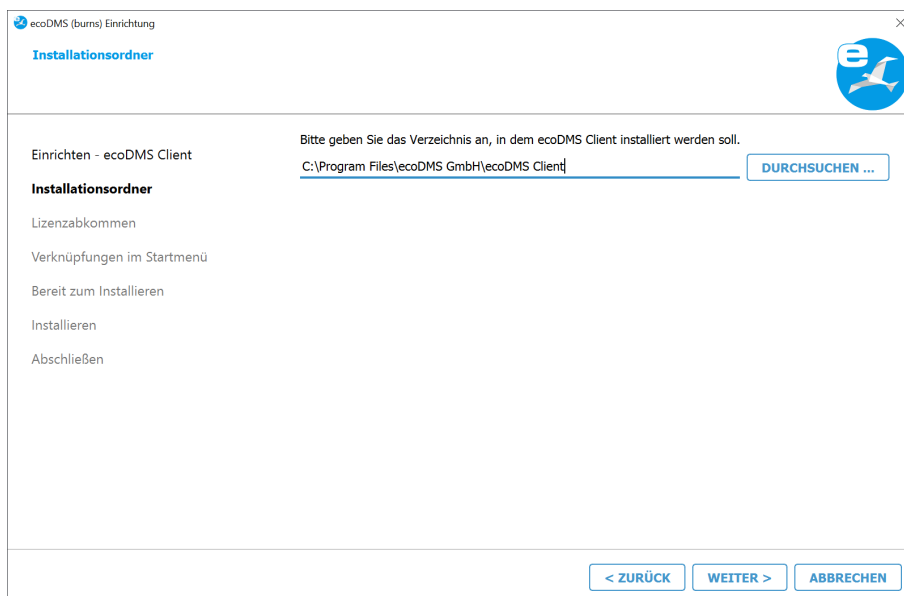 ecoDMS (burns) Einrichtung
Installationsordner
e
Bitte geben Sie das Verzeichnis an, in dem ecoDMS Client installiert werden soll.
C:\Program Files\ecoDMS GmbH\ecoDMS Client
DURCHSUCHEN ...
Einrichten - ecoDMS Client
Installationsordner
Lizenzabkommen
Verknüpfungen im Startmenü
Bereit zum Installieren
Installieren
Abschließen
< ZURÜCK
WEITER >
ABBRECHEN